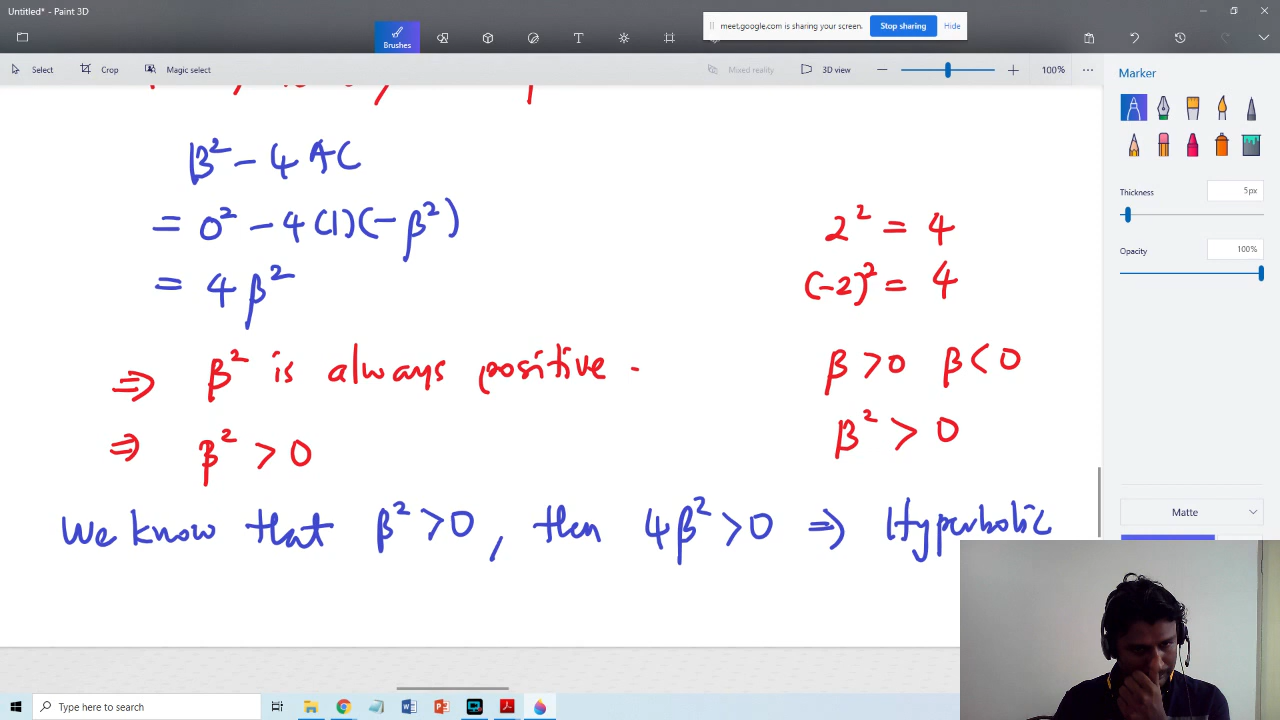 Untitled* - Paint 3D
meet.google.com is sharing your screen.
Stop sharing
Hide
Brushes
Select
Crop
Magic select
Mixed reality
3D view
100%
Marker
Thickness
5px
Opacity
100%
Matte
β² - 4AC
= 0² - 4(1)(-β²)
= 4β²
⇒ β² is always positive.
⇒ β² > 0
2² = 4
(-2)² = 4
β > 0 β < 0
β² > 0
We know that β² > 0, then 4β² > 0 ⇒ Hyperbolic
Type here to search